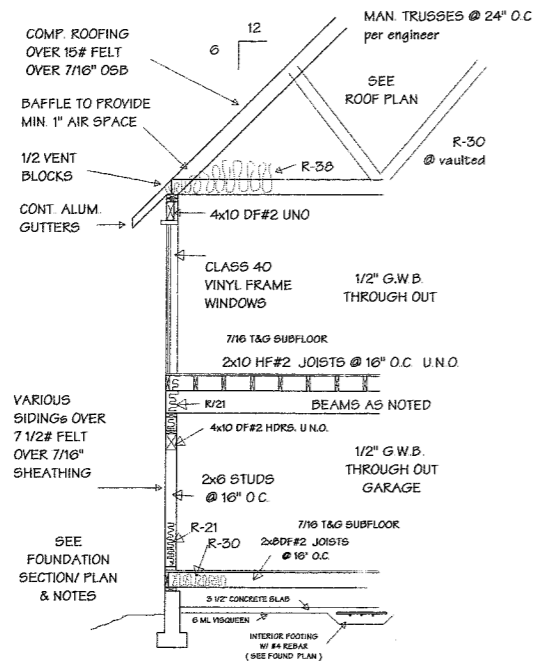 12
6
MAN. TRUSSES @ 24" O.C
per engineer
COMP. ROOFING
OVER 15# FELT
OVER 7/16" OSB
SEE
ROOF PLAN
BAFFLE TO PROVIDE
MIN. 1" AIR SPACE
R-30
@ vaulted
1/2 VENT
BLOCKS
R-38
CONT. ALUM.
GUTTERS
4x10 DF#2 UNO
CLASS 40
VINYL FRAME
WINDOWS
1/2" G.W.B.
THROUGH OUT
7/16 T&G SUBFLOOR
2x10 HF#2 JOISTS @ 16" O.C. U.N.O.
VARIOUS
SIDINGs OVER
7 1/2# FELT
OVER 7/16"
SHEATHING
R/21
BEAMS AS NOTED
4x10 DF#2 HDRS. U.N.O.
1/2" G.W.B.
THROUGH OUT
GARAGE
2x6 STUDS
@ 16" O.C.
R-21
R-30
7/16 T&G SUBFLOOR
2x8DF#2 JOISTS
@ 16" O.C.
SEE
FOUNDATION
SECTION/ PLAN
& NOTES
3 1/2" CONCRETE SLAB
6 ML VISQUEEN
INTERIOR FOOTING
W/ #4 REBAR
( SEE FOUND PLAN )